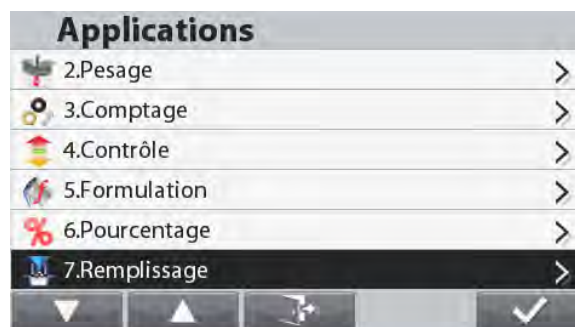 Applications
2.Pesage
3.Comptage
4.Contrôle
5.Formulation
6.Pourcentage
7.Remplissage